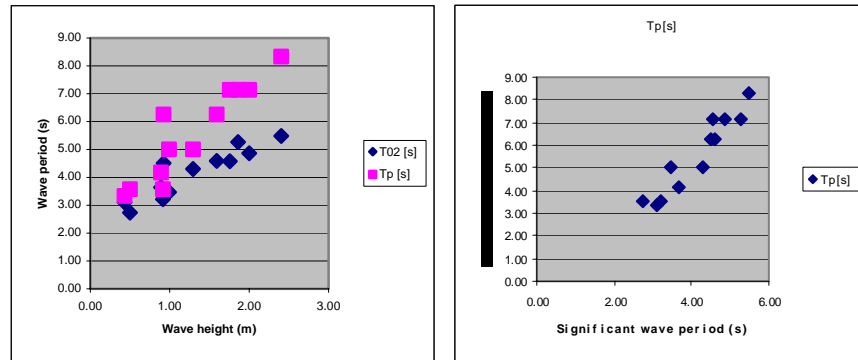 9.00
8.00
7.00
6.00
5.00
4.00
3.00
2.00
1.00
0.00
Wave period (s)
0.00 1.00 2.00 3.00
Wave height (m)
T02 [s]
Tp [s]
Tp[s]
9.00
8.00
7.00
6.00
5.00
4.00
3.00
2.00
1.00
0.00
0.00 2.00 4.00 6.00
Significant wave period (s)
Tp[s]